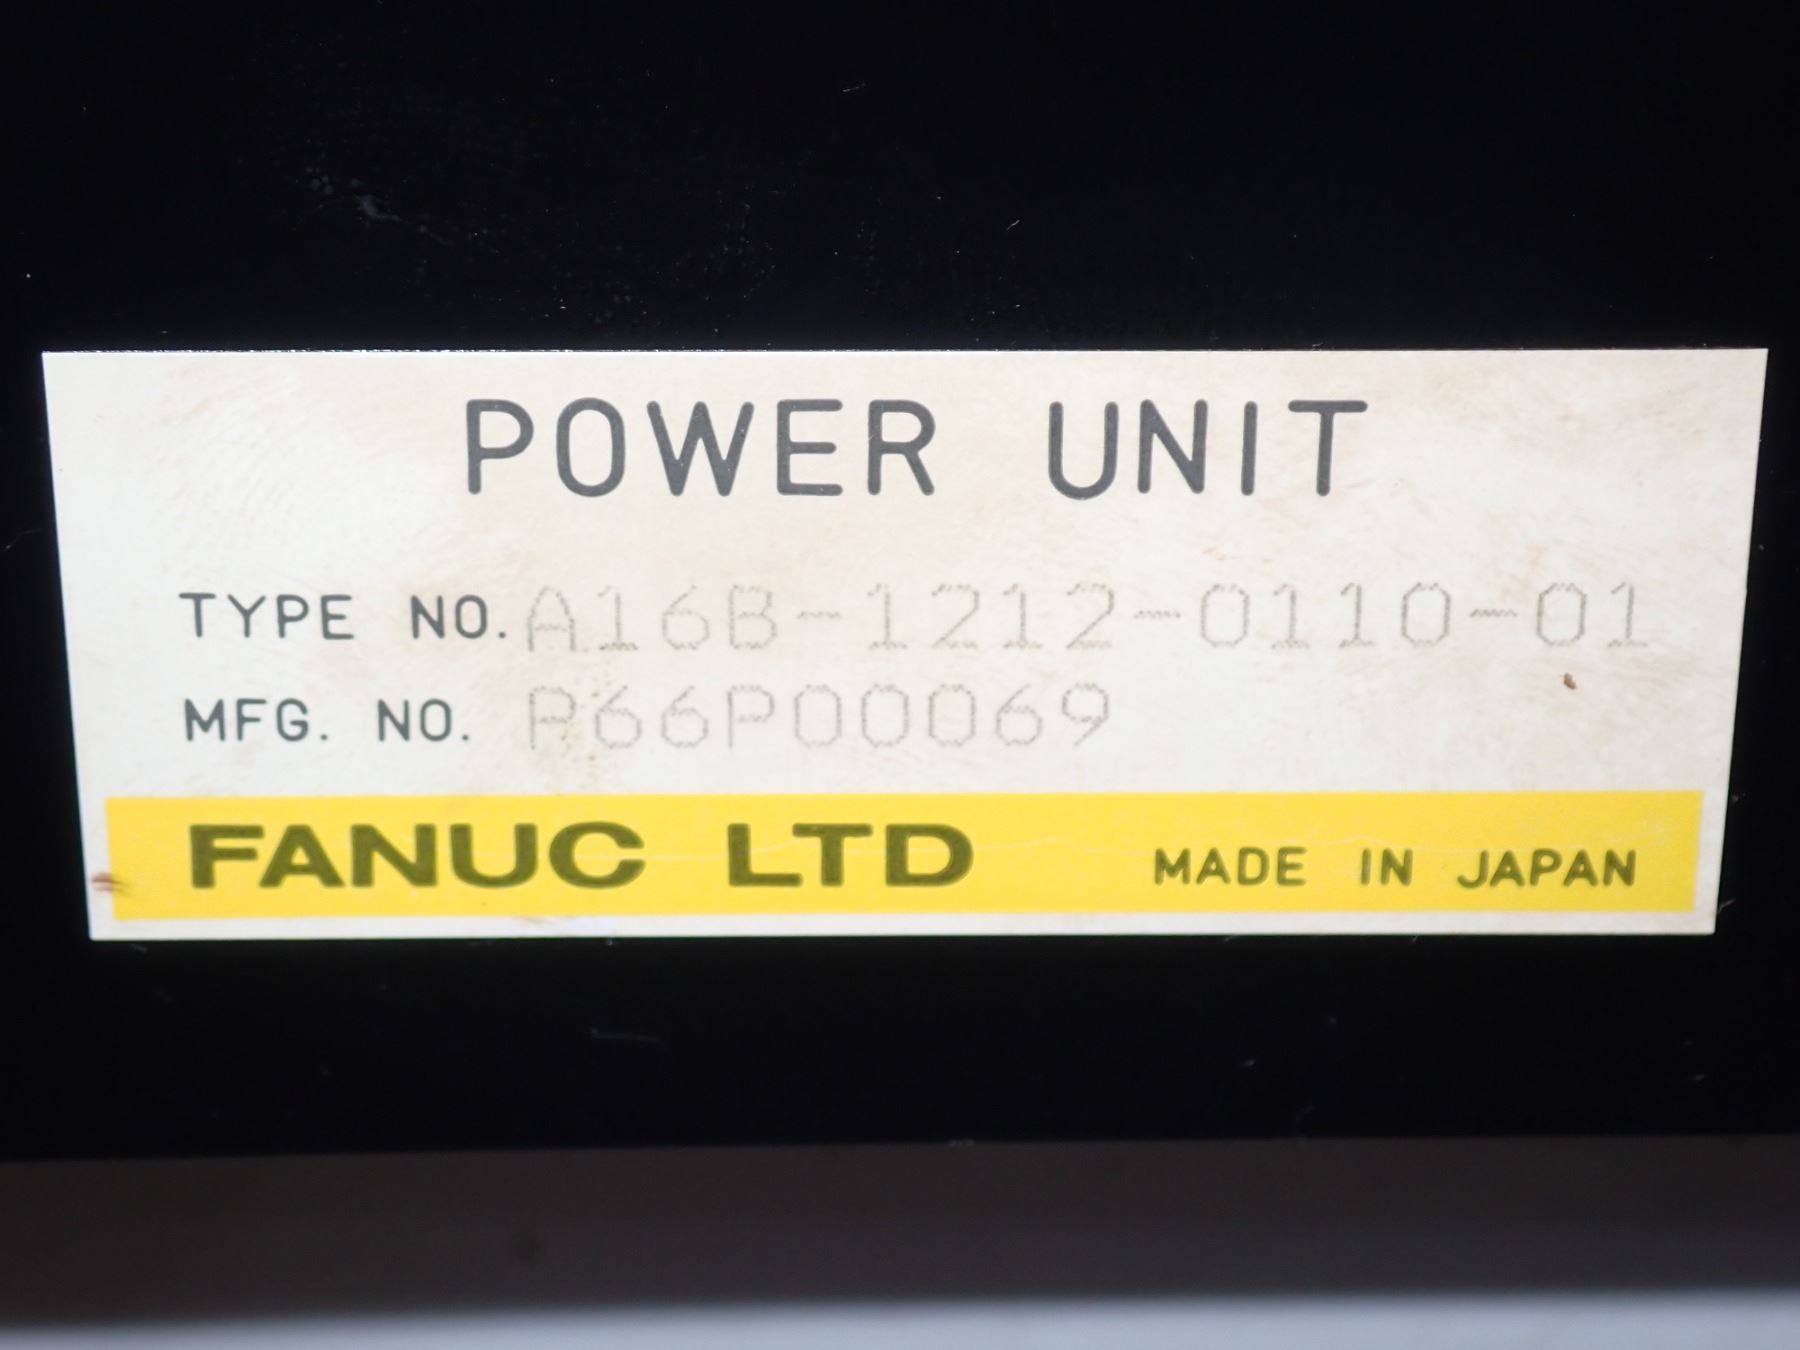 POWER UNIT
TYPE NO. A16B-1212-0110-01
MFG. NO. P66P00069
FANUC LTD MADE IN JAPAN